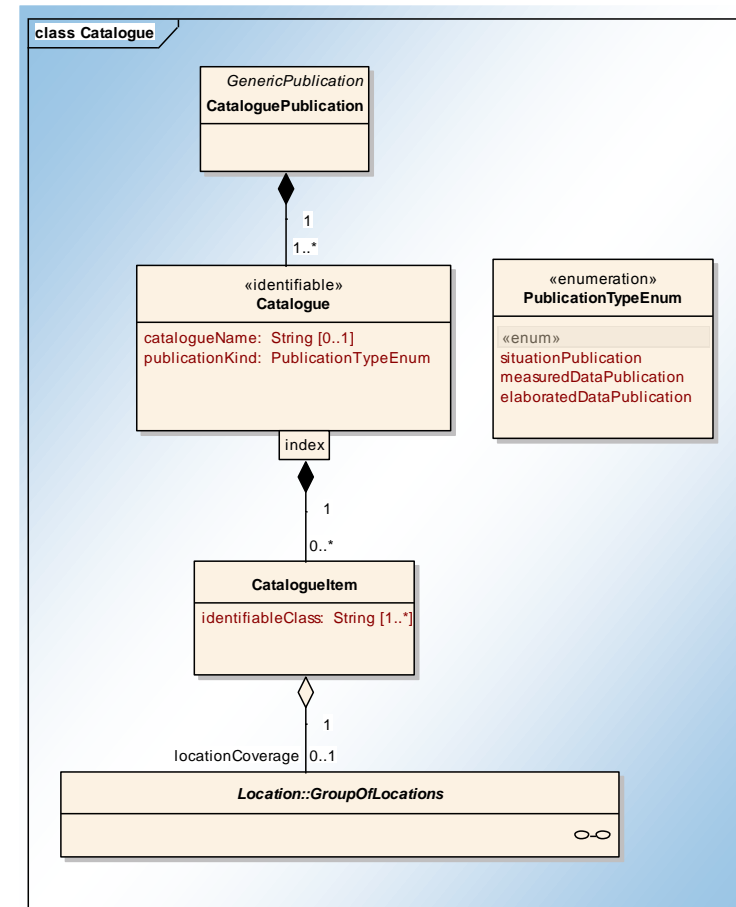 class Catalogue
GenericPublication
CataloguePublication
1
1..*
«identifiable»
Catalogue
catalogueName: String [0..1]
publicationKind: PublicationTypeEnum
index
«enumeration»
PublicationTypeEnum
«enum»
situationPublication
measuredDataPublication
elaboratedDataPublication
1
0..*
CatalogueItem
identifiableClass: String [1..*]
1
locationCoverage 0..1
Location::GroupOfLocations